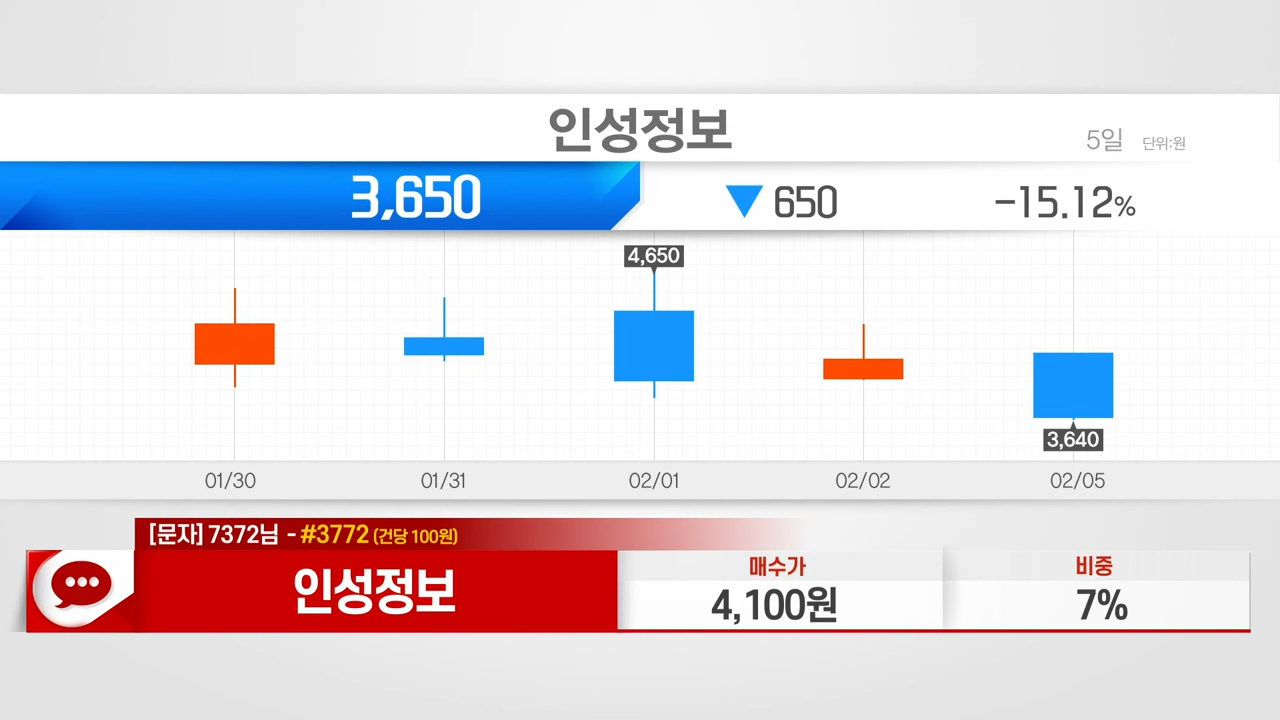 인성정보
5일 단위:원
3,650 ▼ 650 -15.12%
4,650
3,640
01/30 01/31 02/01 02/02 02/05
[문자] 7372님 - #3772 (건당 100원)
인성정보
매수가 비중
4,100원 7%